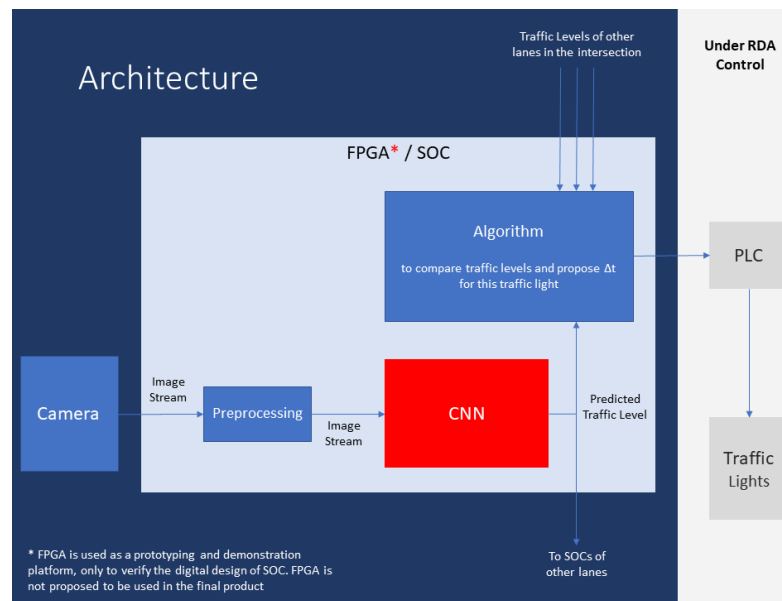 Architecture
Traffic Levels of other
lanes in the intersection
Under RDA
Control
FPGA* / SOC
Algorithm
to compare traffic levels and propose Δt
for this traffic light
PLC
Camera
Image
Stream
Preprocessing
Image
Stream
CNN
Predicted
Traffic Level
Traffic
Lights
To SOCs of
other lanes
* FPGA is used as a prototyping and demonstration
platform, only to verify the digital design of SOC. FPGA is
not proposed to be used in the final product